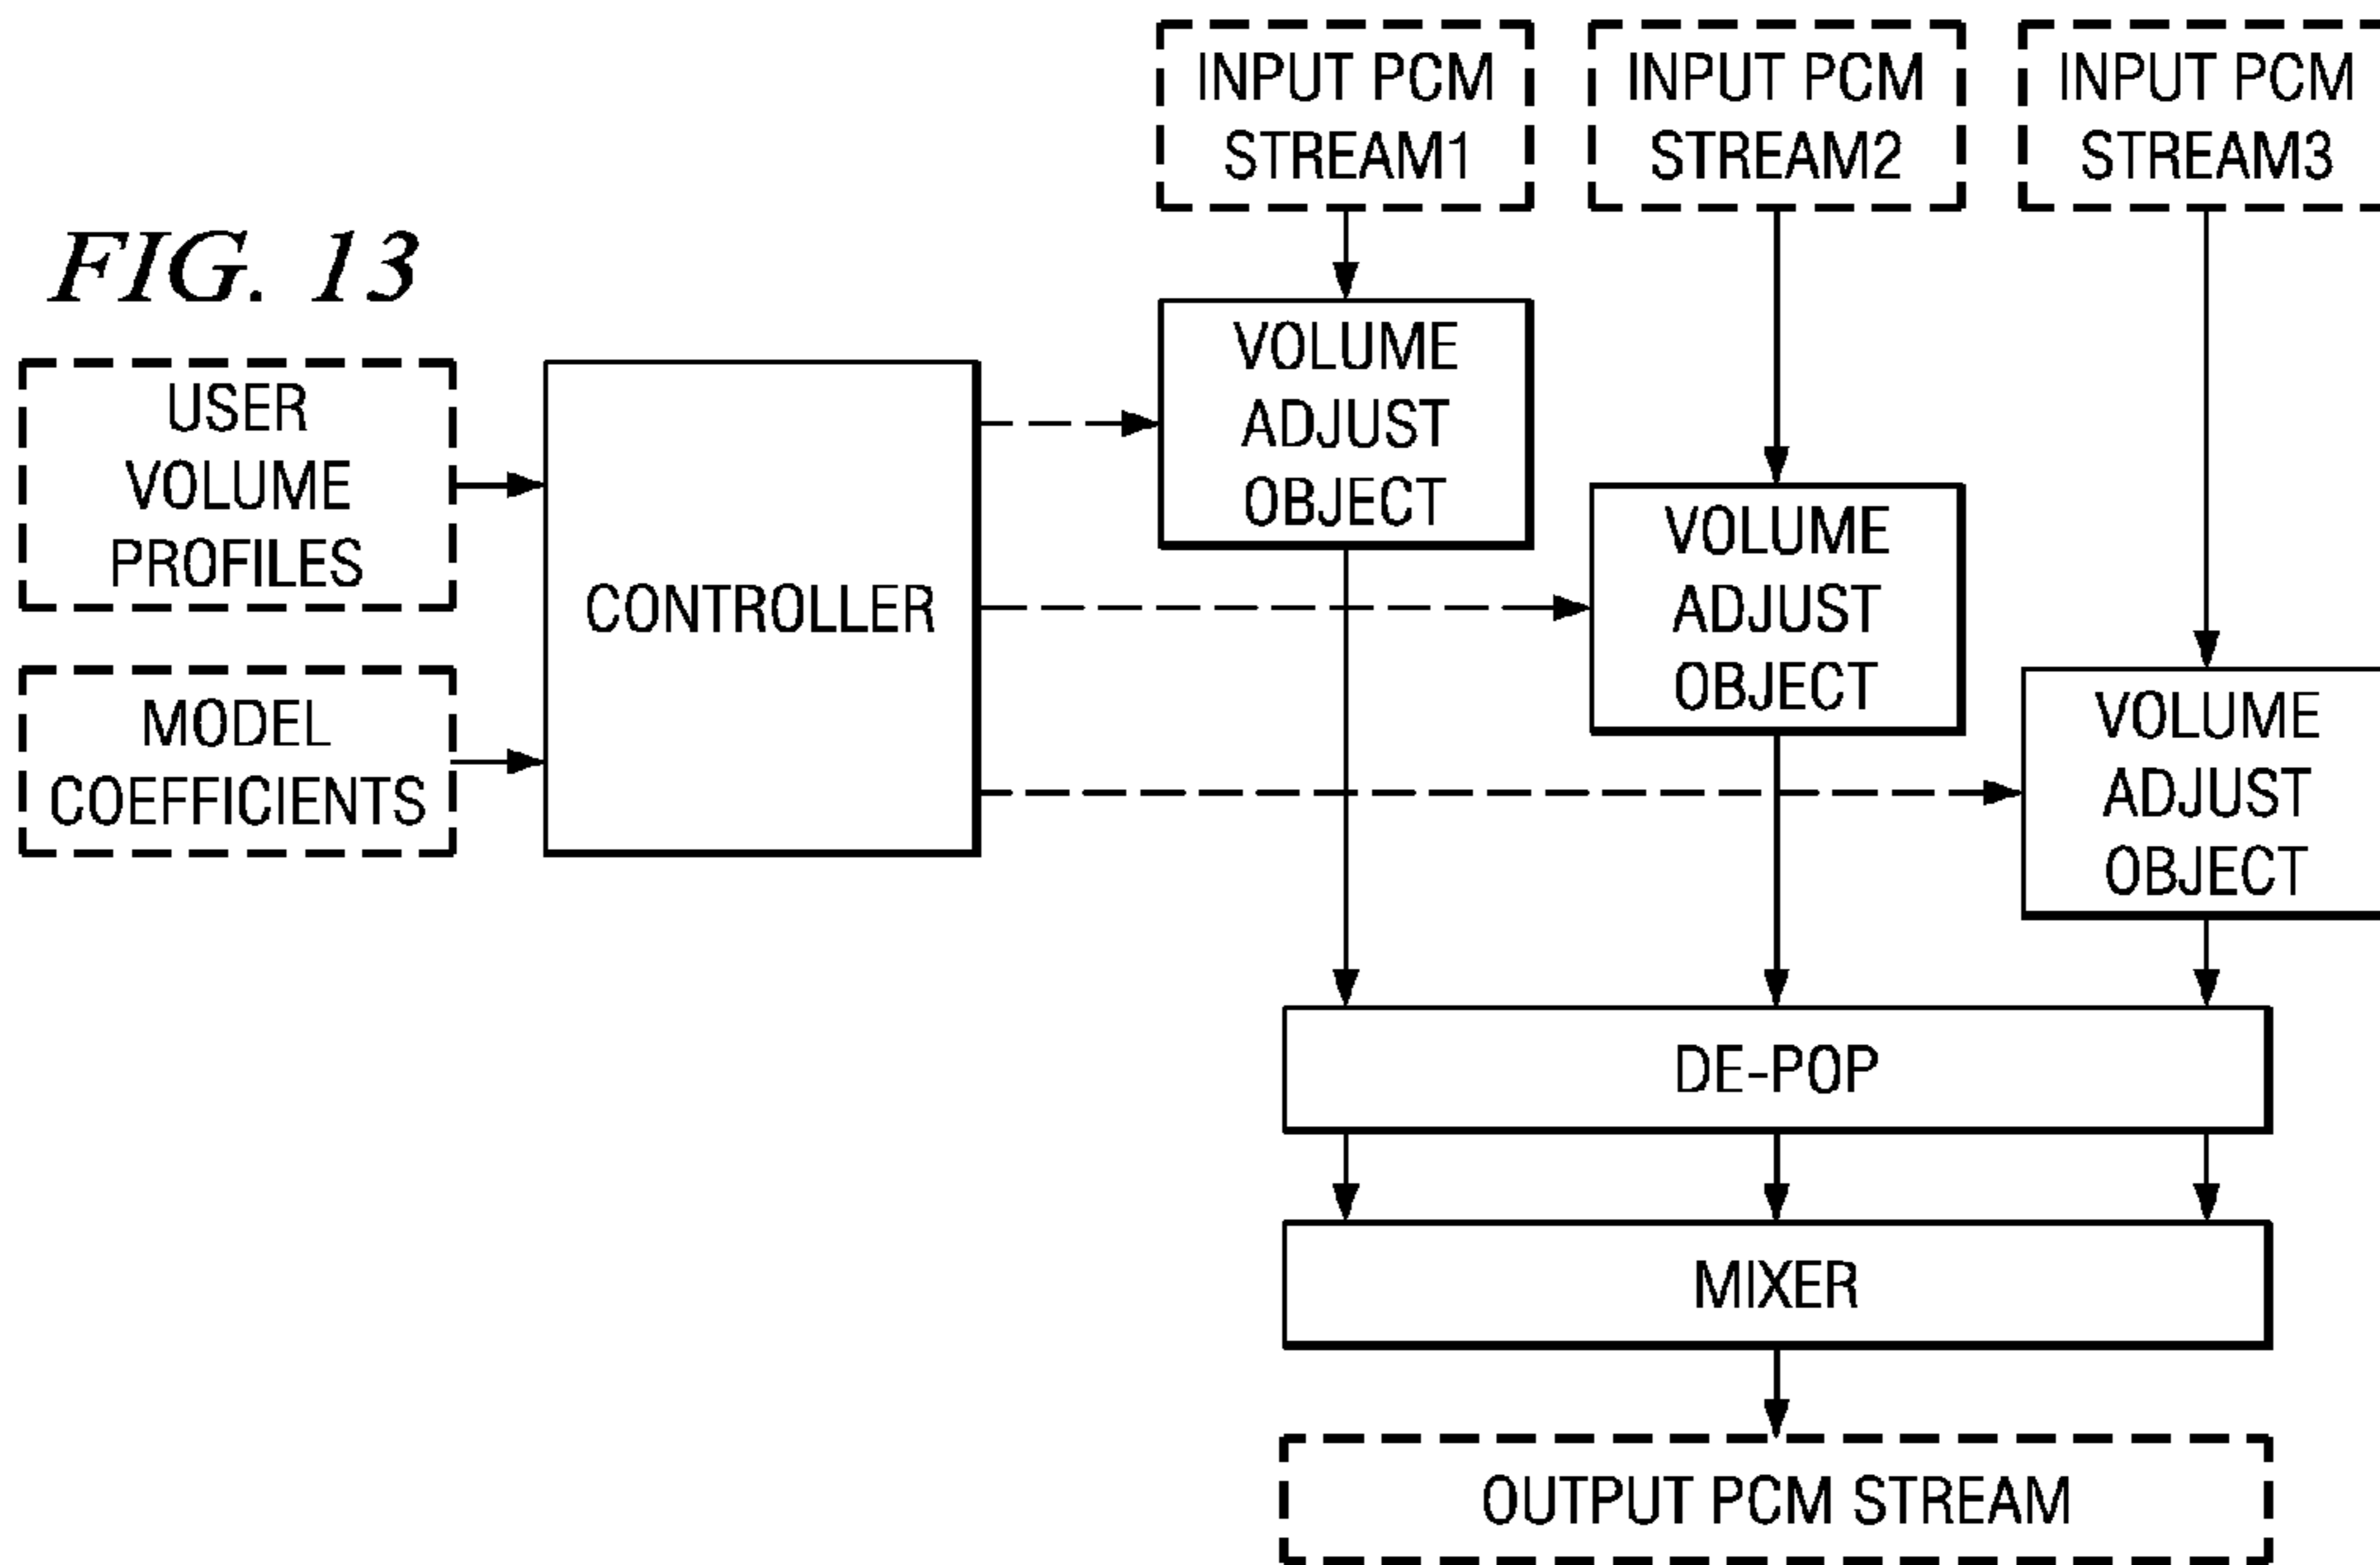 INPUT PCM
STREAM1
INPUT PCM
STREAM2
INPUT PCM
STREAM3
FIG. 13
USER
VOLUME
PROFILES
MODEL
COEFFICIENTS
CONTROLLER
VOLUME
ADJUST
OBJECT
VOLUME
ADJUST
OBJECT
VOLUME
ADJUST
OBJECT
DE-POP
MIXER
OUTPUT PCM STREAM